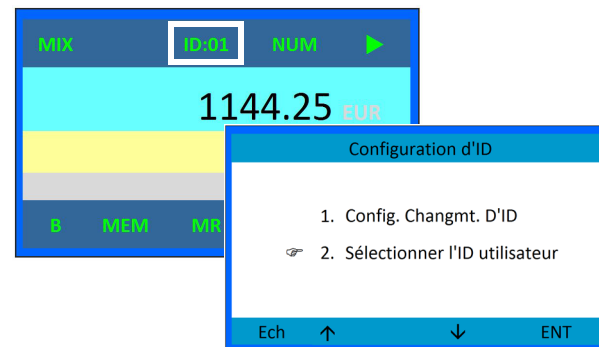 MIX ID:01 NUM ▶
1144.25 EUR
B MEM MR
Configuration d'ID
1. Config. Changmt. D'ID
☞ 2. Sélectionner l'ID utilisateur
Ech ↑ ↓ ENT